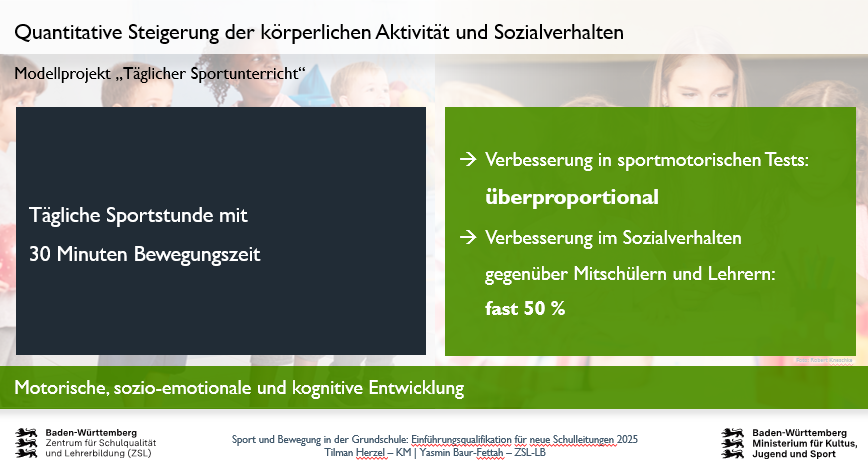 Quantitative Steigerung der körperlichen Aktivität und Sozialverhalten
Modellprojekt „Täglicher Sportunterricht“
Tägliche Sportstunde mit
30 Minuten Bewegungszeit
→ Verbesserung in sportmotorischen Tests:
überproportional
→ Verbesserung im Sozialverhalten
gegenüber Mitschülern und Lehrern:
fast 50 %
Motorische, sozio-emotionale und kognitive Entwicklung
Baden-Württemberg
Zentrum für Schulqualität
und Lehrerbildung (ZSL)
Sport und Bewegung in der Grundschule: Einführungsqualifikation für neue Schulleitungen 2025
Tilman Herzel – KM | Yasmin Baur-Fettah – ZSL-LB
Baden-Württemberg
Ministerium für Kultus,
Jugend und Sport